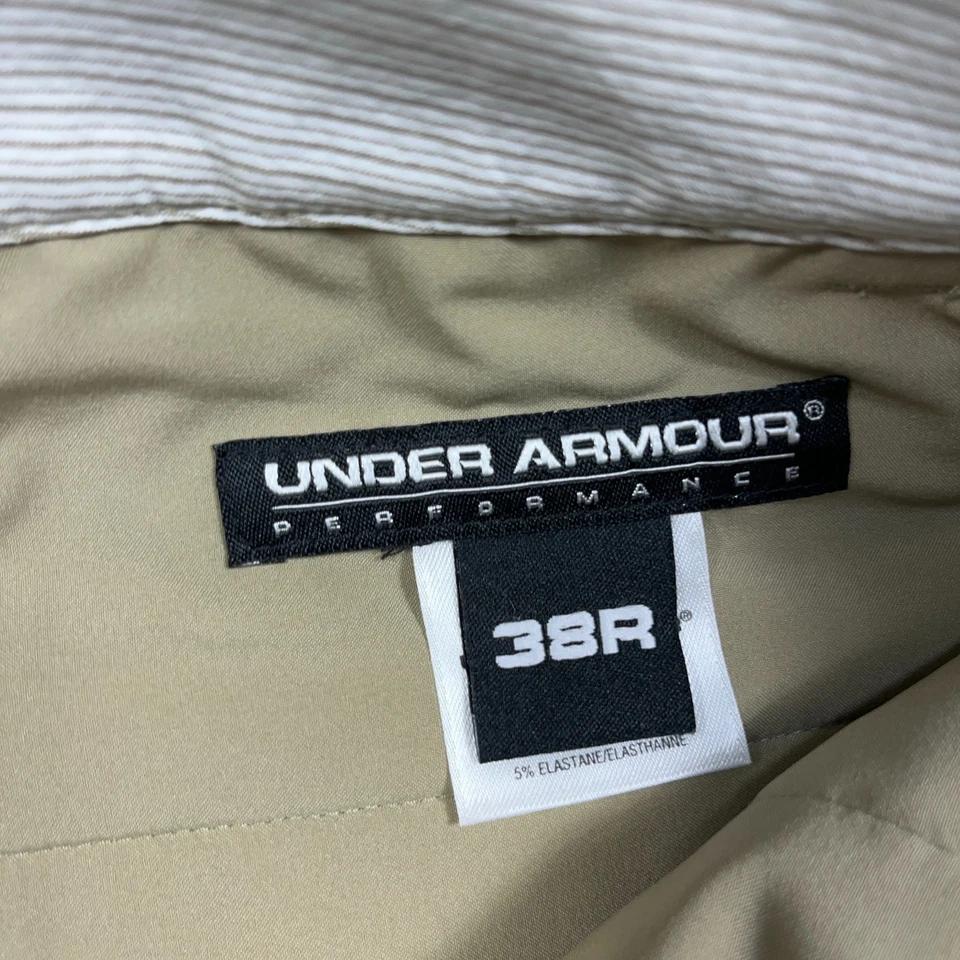 UNDER ARMOUR®
PERFORMANCE
38R
®
5% ELASTANE/ELASTHANNE